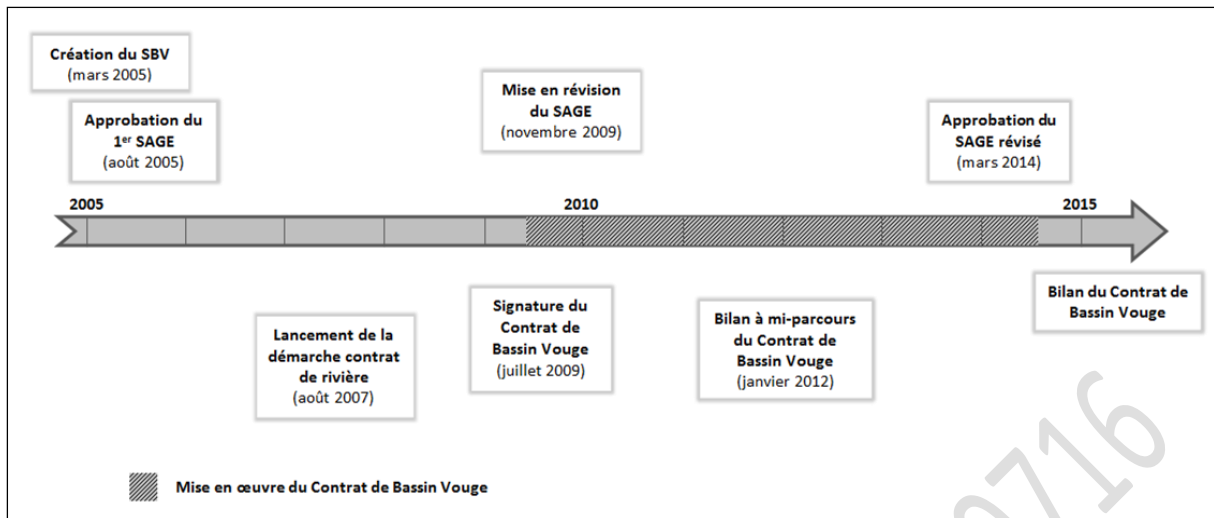 Création du SBV
(mars 2005)
Approbation du
1er SAGE
(août 2005)
Mise en révision
du SAGE
(novembre 2009)
Approbation du
SAGE révisé
(mars 2014)
2005
2010
2015
Lancement de la
démarche contrat
de rivière
(août 2007)
Signature du
Contrat de
Bassin Vouge
(juillet 2009)
Bilan à mi-parcours
du Contrat de
Bassin Vouge
(janvier 2012)
Bilan du Contrat de
Bassin Vouge
Mise en œuvre du Contrat de Bassin Vouge